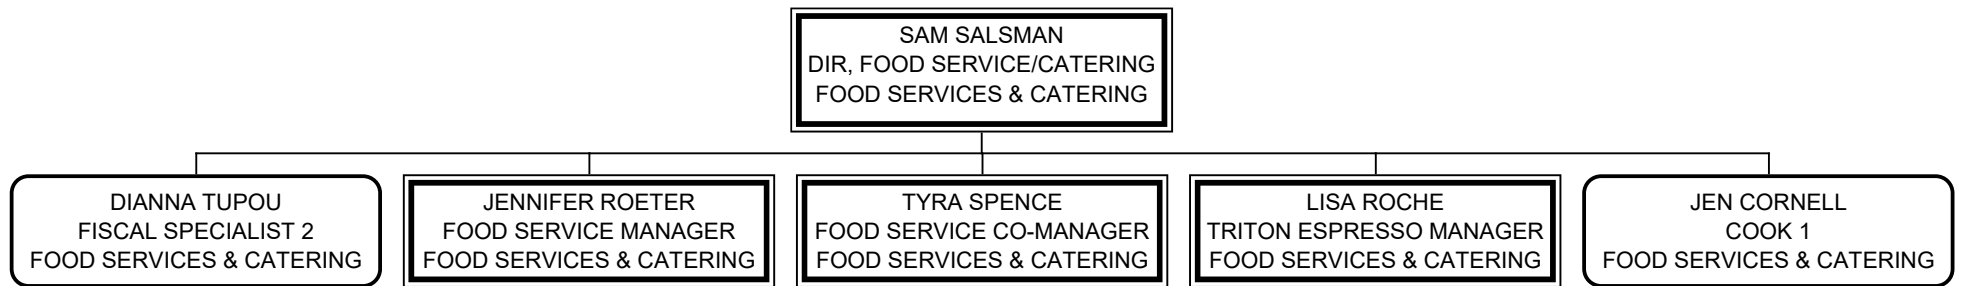 SAM SALSMAN
DIR, FOOD SERVICE/CATERING
FOOD SERVICES & CATERING
DIANNA TUPOU
FISCAL SPECIALIST 2
FOOD SERVICES & CATERING
JENNIFER ROETER
FOOD SERVICE MANAGER
FOOD SERVICES & CATERING
TYRA SPENCE
FOOD SERVICE CO-MANAGER
FOOD SERVICES & CATERING
LISA ROCHE
TRITON ESPRESSO MANAGER
FOOD SERVICES & CATERING
JEN CORNELL
COOK 1
FOOD SERVICES & CATERING